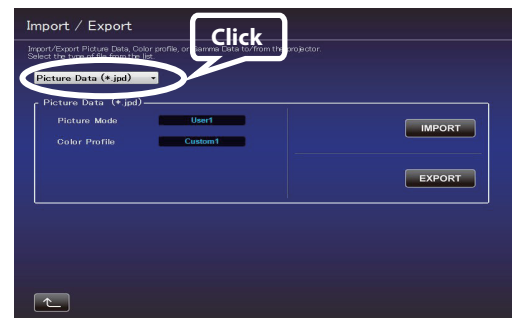 Import / Export
Click
Import/Export Picture Data, Color profile, or Gamma Data to/from the projector.
Select the type of file from the list
Picture Data (*.jpd)
Picture Data (*.jpd)
Picture Mode User1
IMPORT
Color Profile Custom1
EXPORT